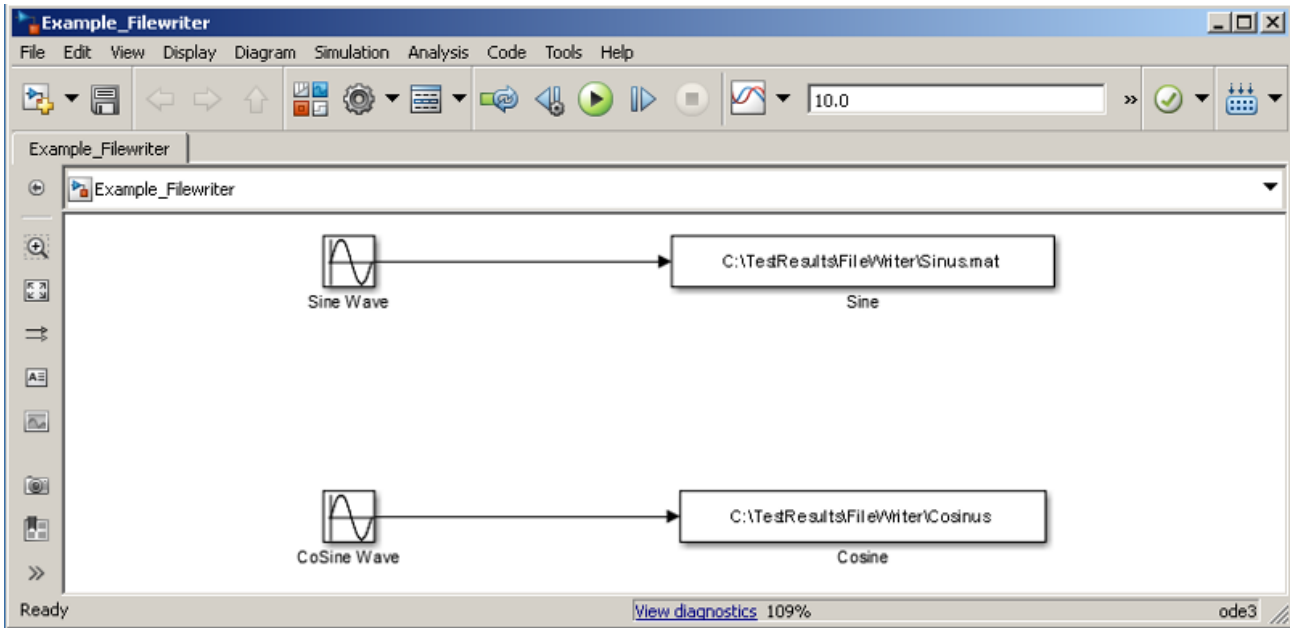 Example_Filewriter
File Edit View Display Diagram Simulation Analysis Code Tools Help
10.0 »
Example_Filewriter
Example_Filewriter
C:\TestResults\FileWriter\Sinus.mat
Sine Wave Sine
C:\TestResults\FileWriter\Cosinus
CoSine Wave Cosine
Ready View diagnostics 109% ode3